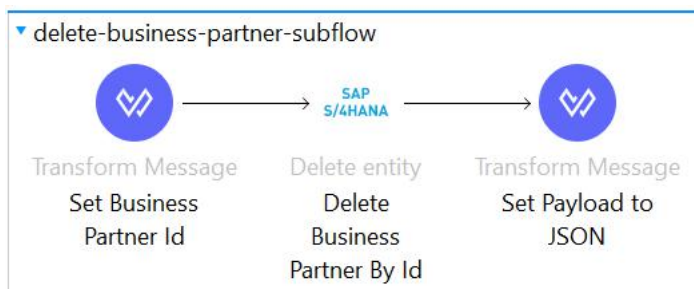 delete-business-partner-subflow
SAP
S/4HANA
Transform Message
Delete entity
Transform Message
Set Business
Partner Id
Delete
Business
Partner By Id
Set Payload to
JSON